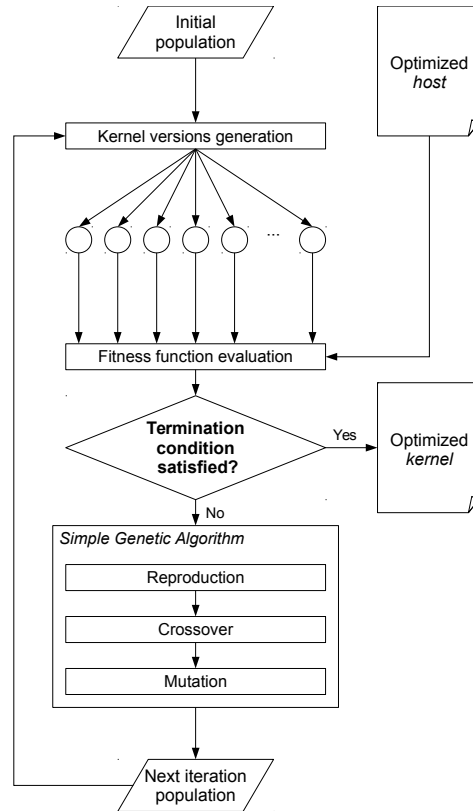 Initial
population
Optimized
host
Kernel versions generation
...
Fitness function evaluation
Termination
condition
satisfied?
Yes
Optimized
kernel
No
Simple Genetic Algorithm
Reproduction
Crossover
Mutation
Next iteration
population